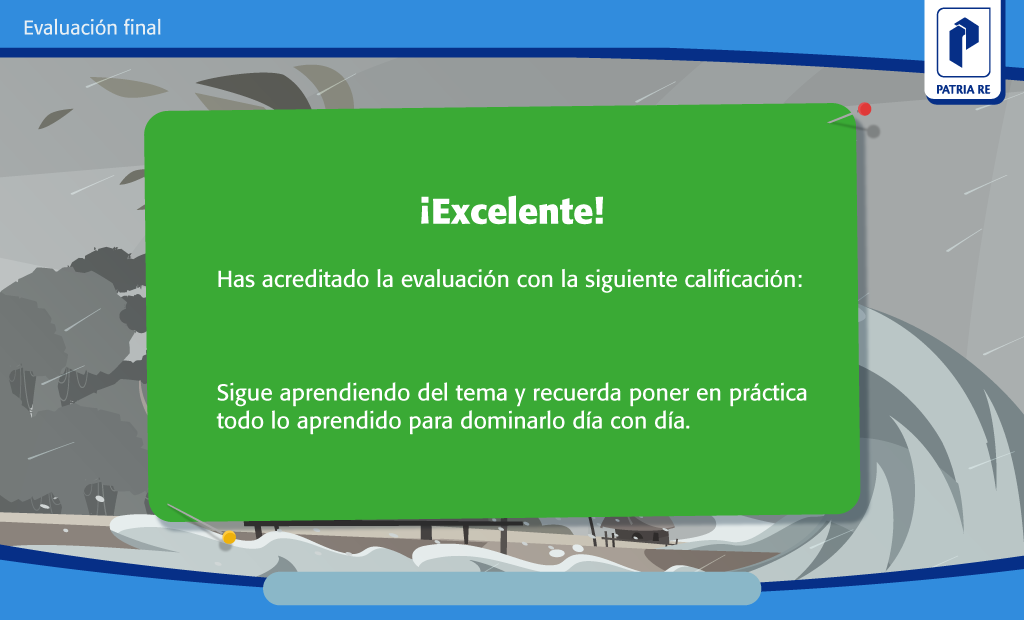 Evaluación final
PATRIA RE
¡Excelente!
Has acreditado la evaluación con la siguiente calificación:
Sigue aprendiendo del tema y recuerda poner en práctica
todo lo aprendido para dominarlo día con día.